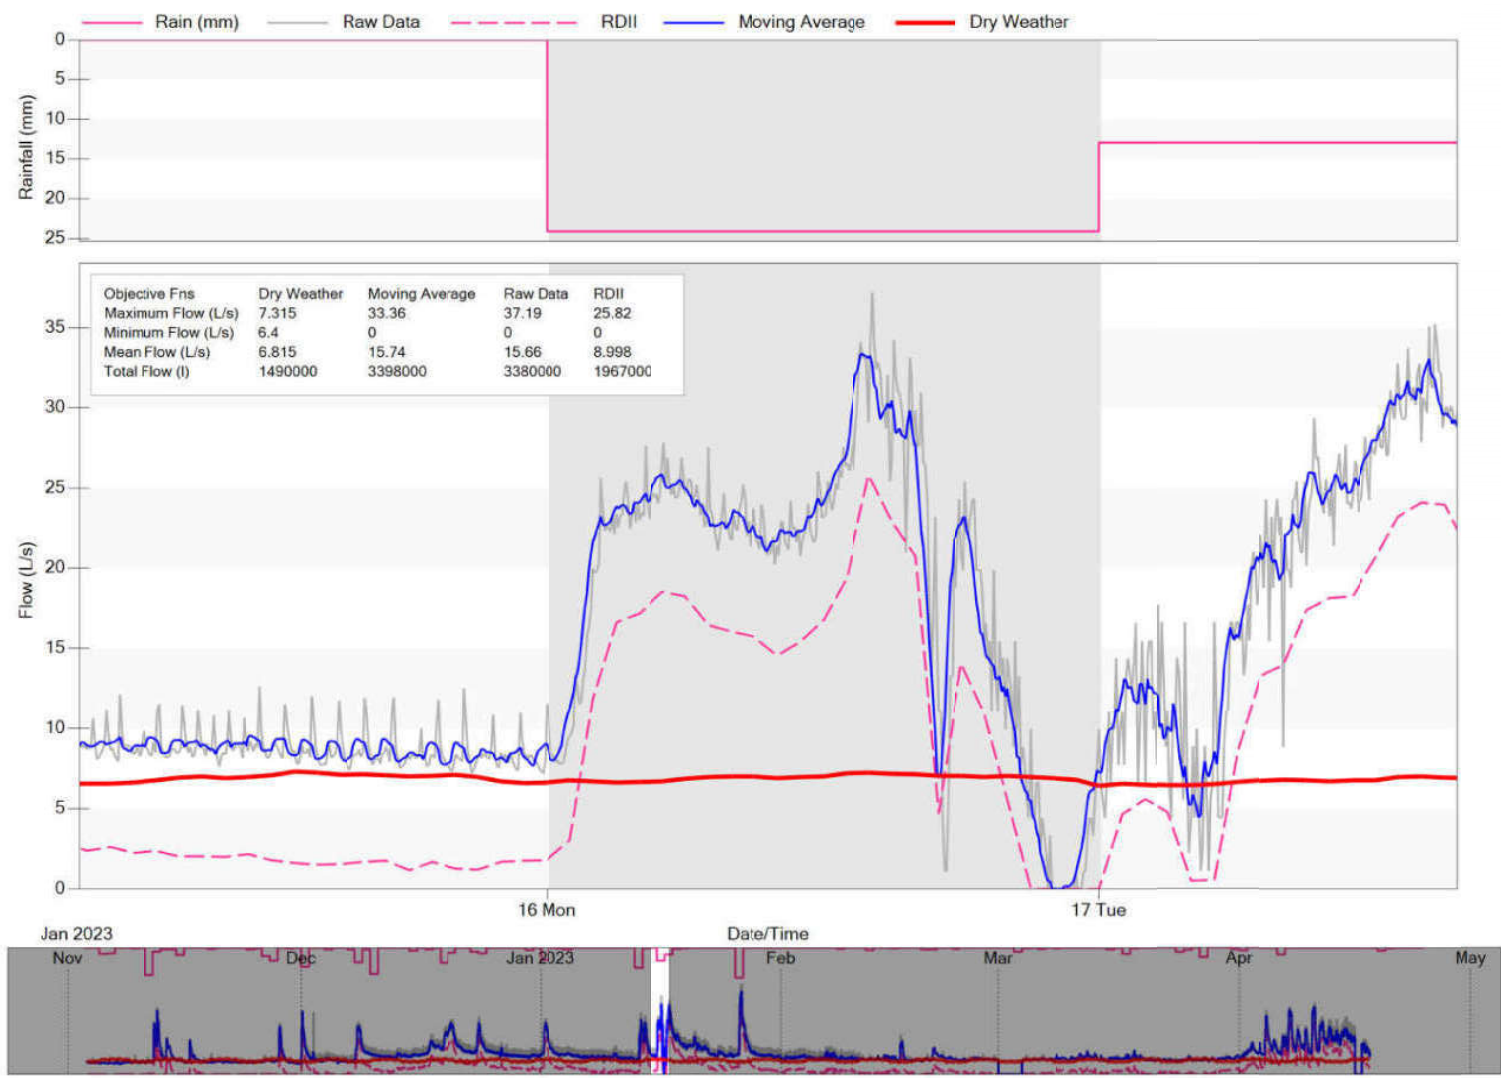 Rain (mm) Raw Data RDII Moving Average Dry Weather
0
5
10
15
20
25
Rainfall (mm)
Objective Fns Dry Weather Moving Average Raw Data RDII
Maximum Flow (L/s) 7.315 33.36 37.19 25.82
Minimum Flow (L/s) 6.4 0 0 0
Mean Flow (L/s) 6.815 15.74 15.66 8.998
Total Flow (l) 1490000 3398000 3380000 1967000
35
30
25
20
15
10
5
0
Flow (L/s)
16 Mon 17 Tue
Jan 2023 Date/Time
Nov Dec Jan 2023 Feb Mar Apr May